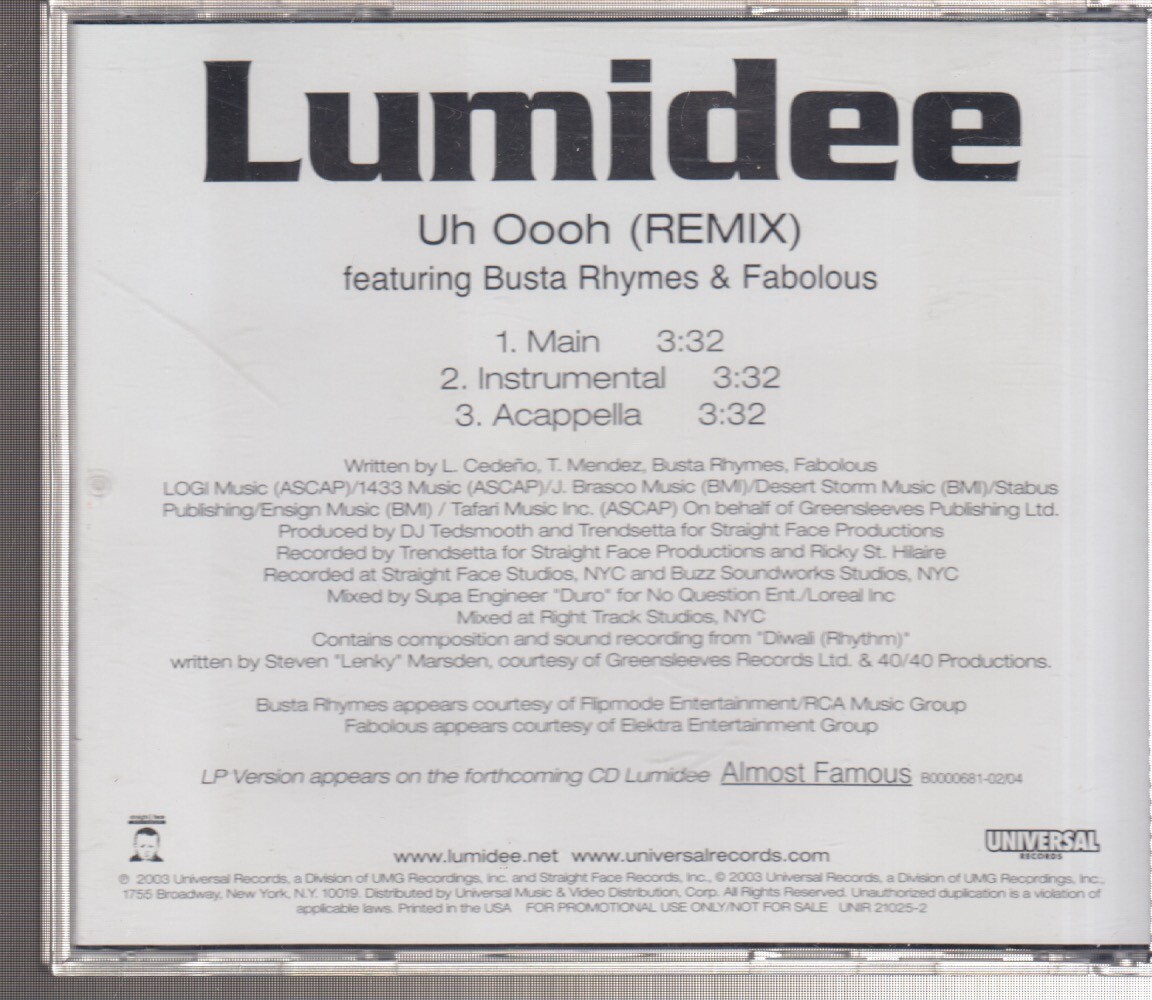 Lumidee
Uh Oooh (REMIX)
featuring Busta Rhymes & Fabolous
1. Main 3:32
2. Instrumental 3:32
3. Acappella 3:32
Written by L. Cedeño, T. Mendez, Busta Rhymes, Fabolous
LOGI Music (ASCAP)/1433 Music (ASCAP)/J. Brasco Music (BMI)/Desert Storm Music (BMI)/Stabus
Publishing/Ensign Music (BMI) / Tafari Music Inc. (ASCAP) On behalf of Greensleeves Publishing Ltd.
Produced by DJ Tedsmooth and Trendsetta for Straight Face Productions
Recorded by Trendsetta for Straight Face Productions and Ricky St. Hilaire
Recorded at Straight Face Studios, NYC and Buzz Soundworks Studios, NYC
Mixed by Supa Engineer "Duro" for No Question Ent./Loreal Inc
Mixed at Right Track Studios, NYC
Contains composition and sound recording from "Diwali (Rhythm)"
written by Steven "Lenky" Marsden, courtesy of Greensleeves Records Ltd. & 40/40 Productions.
Busta Rhymes appears courtesy of Flipmode Entertainment/RCA Music Group
Fabolous appears courtesy of Elektra Entertainment Group
LP Version appears on the forthcoming CD Lumidee Almost Famous B0000681-02/04
UNIVERSAL
RECORDS
www.lumidee.net www.universalrecords.com
℗ 2003 Universal Records, a Division of UMG Recordings, Inc. and Straight Face Records, Inc., © 2003 Universal Records, a Division of UMG Recordings, Inc.,
1755 Broadway, New York, N.Y. 10019. Distributed by Universal Music & Video Distribution, Corp. All Rights Reserved. Unauthorized duplication is a violation of
applicable laws. Printed in the USA FOR PROMOTIONAL USE ONLY/NOT FOR SALE UNIR 21025-2